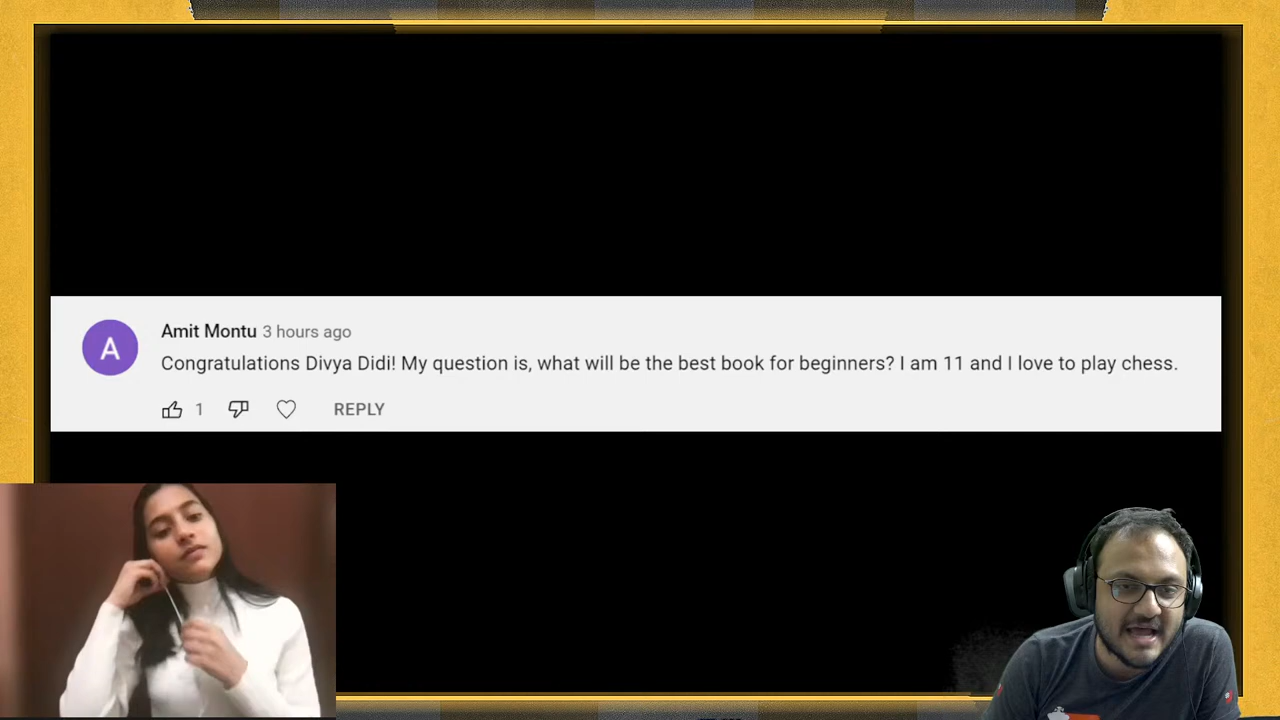 A
Amit Montu 3 hours ago
Congratulations Divya Didi! My question is, what will be the best book for beginners? I am 11 and I love to play chess.
1 REPLY